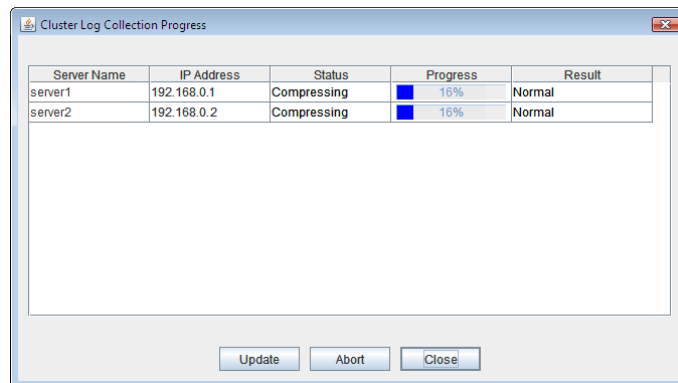 Cluster Log Collection Progress
Server Name IP Address Status Progress Result
server1 192.168.0.1 Compressing 16% Normal
server2 192.168.0.2 Compressing 16% Normal
Update Abort Close